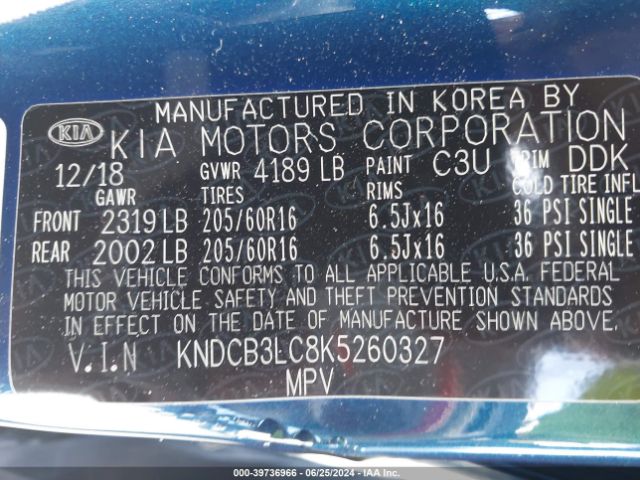 MANUFACTURED IN KOREA BY
KIA KIA MOTORS CORPORATION
12/18 GVWR 4189 LB PAINT C3U TRIM DDK
GAWR TIRES RIMS COLD TIRE INFL
FRONT 2319 LB 205/60R16 6.5Jx16 36 PSI SINGLE
REAR 2002 LB 205/60R16 6.5Jx16 36 PSI SINGLE
THIS VEHICLE CONFORMS TO ALL APPLICABLE U.S.A. FEDERAL
MOTOR VEHICLE SAFETY AND THEFT PREVENTION STANDARDS
IN EFFECT ON THE DATE OF MANUFACTURE SHOWN ABOVE.
V.I.N KNDCB3LC8K5260327
MPV
000-39736966 - 06/25/2024 - IAA Inc.